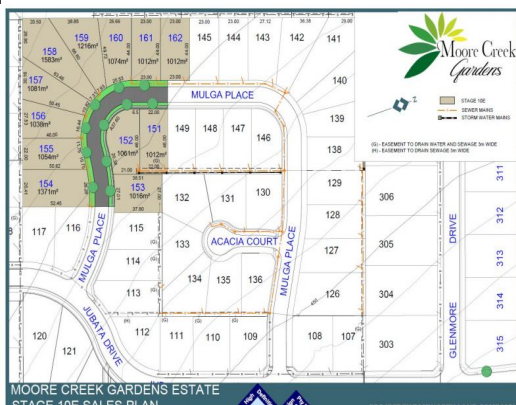 159
1216m²
160
1074m²
161
1012m²
162
1012m²
145
144
143
142
141
158
1583m²
157
1081m²
156
1038m²
155
1054m²
154
1371m²
152
1061m²
151
1012m²
153
1016m²
MULGA PLACE
149
148
147
146
140
139
138
129
128
127
126
132
131
130
133
ACACIA COURT
134
135
136
MULGA PLACE
117
116
MULGA PLACE
115
114
113
112
111
110
109
108
107
JUBATA DRIVE
120
121
306
305
304
303
GLENMORE DRIVE
311
312
313
314
315
Moore Creek
Gardens
STAGE 10E
SEWER MAINS
STORM WATER MAINS
(G) - EASEMENT TO DRAIN WATER AND SEWAGE 3m WIDE
(H) - EASEMENT TO DRAIN SEWAGE 3m WIDE
MOORE CREEK GARDENS ESTATE
STAGE 10E SALES PLAN